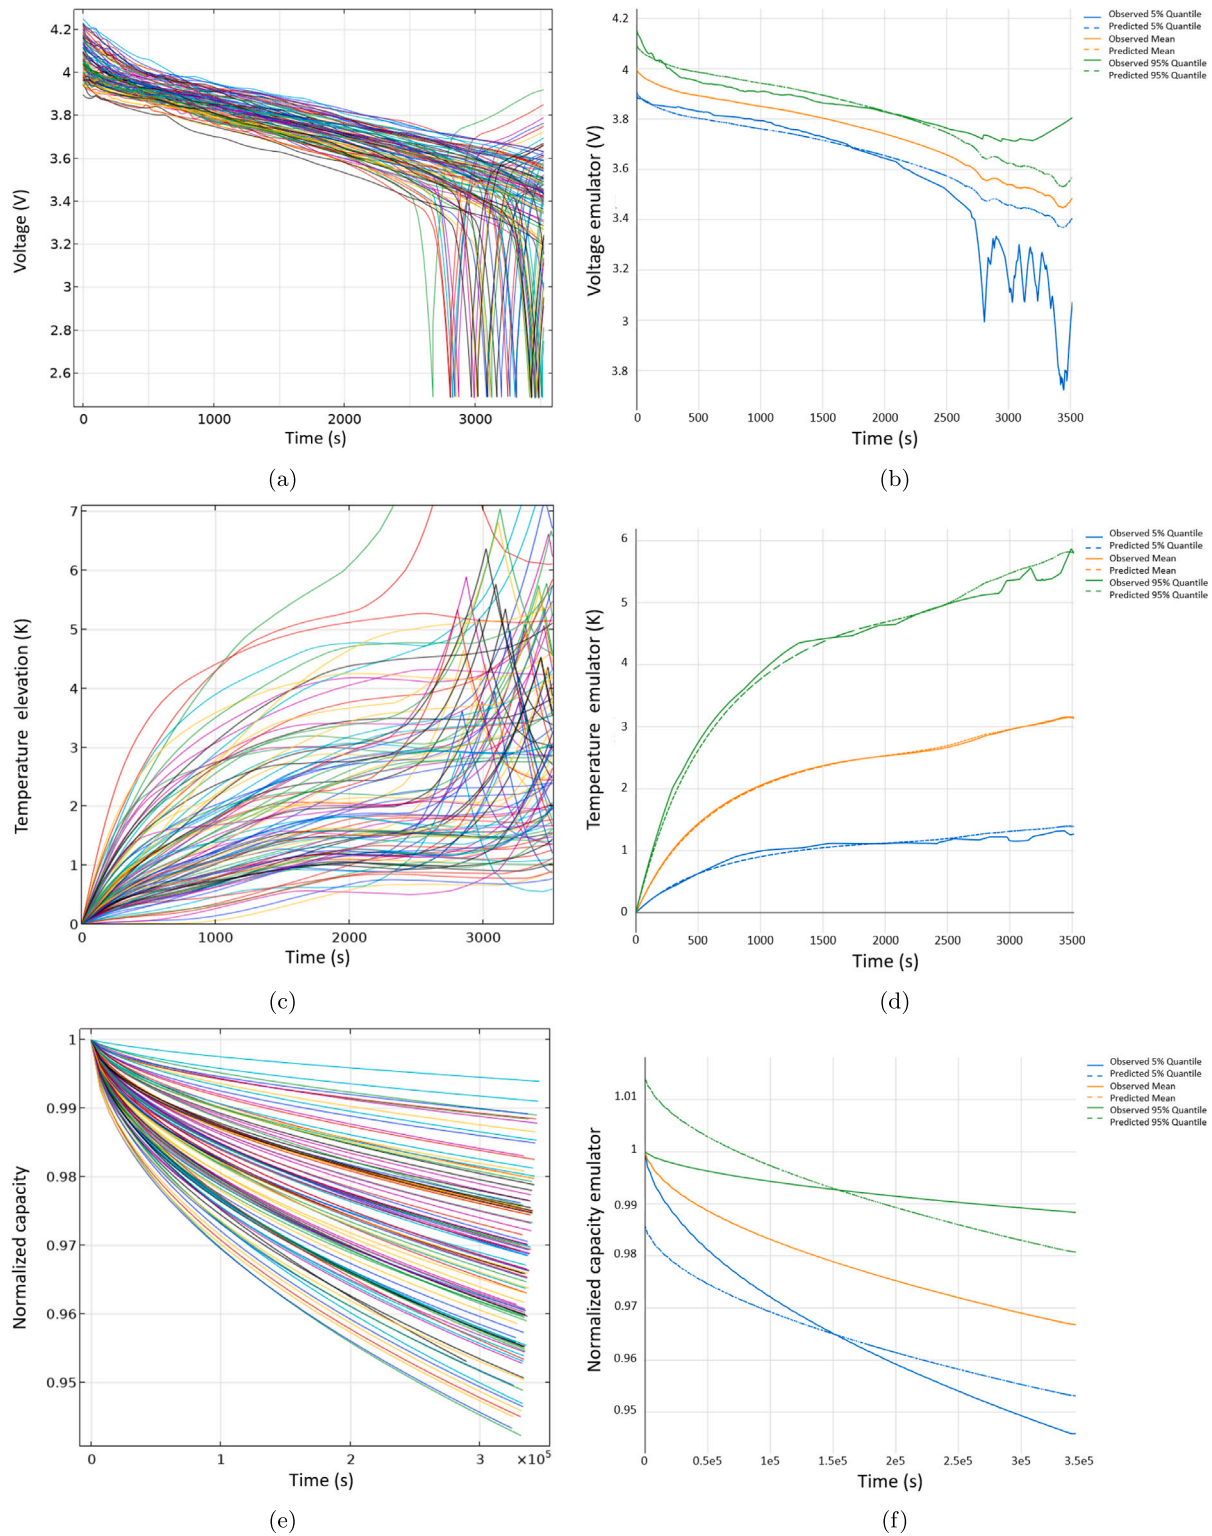 4.2
4
3.8
3.6
3.4
3.2
3
2.8
2.6
Voltage (V)
0
1000
2000
3000
Time (s)
(a)
4.2
4
3.8
3.6
3.4
3.2
3
3.8
Voltage emulator (V)
0
500
1000
1500
2000
2500
3000
3500
Time (s)
Observed 5% Quantile
Predicted 5% Quantile
Observed Mean
Predicted Mean
Observed 95% Quantile
Predicted 95% Quantile
(b)
7
6
5
4
3
2
1
0
Temperature elevation (K)
0
1000
2000
3000
Time (s)
(c)
6
5
4
3
2
1
0
Temperature emulator (K)
0
500
1000
1500
2000
2500
3000
3500
Time (s)
Observed 5% Quantile
Predicted 5% Quantile
Observed Mean
Predicted Mean
Observed 95% Quantile
Predicted 95% Quantile
(d)
1
0.99
0.98
0.97
0.96
0.95
Normalized capacity
0
1
2
3
×10⁵
Time (s)
(e)
1.01
1
0.99
0.98
0.97
0.96
0.95
Normalized capacity emulator
0
0.5e5
1e5
1.5e5
2e5
2.5e5
3e5
3.5e5
Time (s)
Observed 5% Quantile
Predicted 5% Quantile
Observed Mean
Predicted Mean
Observed 95% Quantile
Predicted 95% Quantile
(f)